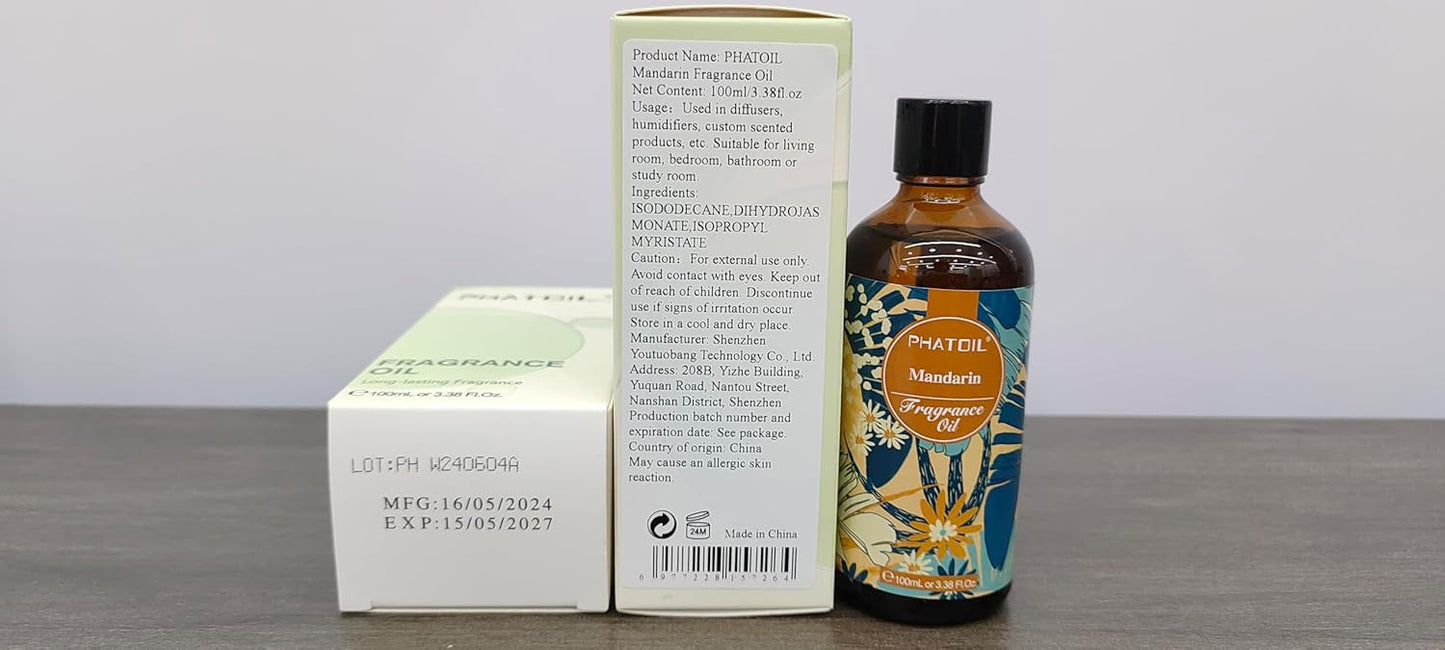 PHATOIL®
FRAGRANCE
OIL
Long-lasting Fragrance
℮100mL or 3.38 Fl.Oz.
LOT:PH W240604A
MFG:16/05/2024
EXP:15/05/2027
Product Name: PHATOIL
Mandarin Fragrance Oil
Net Content: 100ml/3.38fl.oz
Usage: Used in diffusers,
humidifiers, custom scented
products, etc. Suitable for living
room, bedroom, bathroom or
study room.
Ingredients:
ISODODECANE,DIHYDROJAS
MONATE,ISOPROPYL
MYRISTATE
Caution: For external use only.
Avoid contact with eyes. Keep out
of reach of children. Discontinue
use if signs of irritation occur.
Store in a cool and dry place.
Manufacturer: Shenzhen
Youtuobang Technology Co., Ltd.
Address: 208B, Yizhe Building,
Yuquan Road, Nantou Street,
Nanshan District, Shenzhen
Production batch number and
expiration date: See package.
Country of origin: China
May cause an allergic skin
reaction.
24M
Made in China
6 977228 157264
PHATOIL®
Mandarin
Fragrance
Oil
℮100mL or 3.38 Fl.Oz.